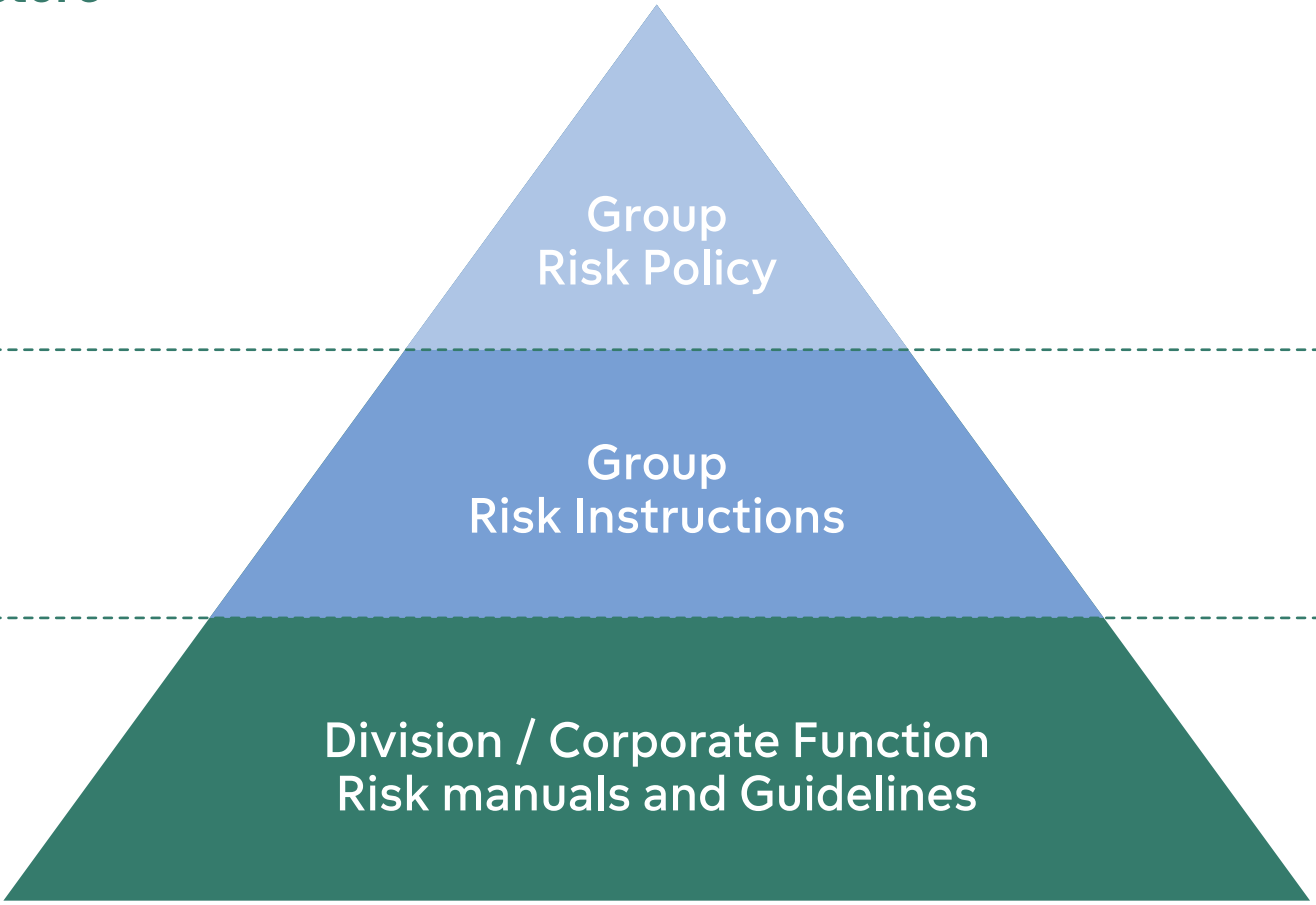 Group
Risk Policy
Group
Risk Instructions
Division / Corporate Function
Risk manuals and Guidelines